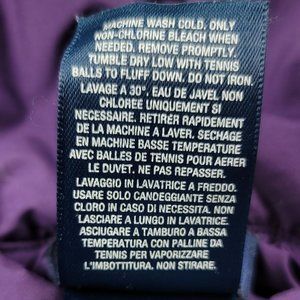 MACHINE WASH COLD. ONLY
NON-CHLORINE BLEACH WHEN
NEEDED. REMOVE PROMPTLY.
TUMBLE DRY LOW WITH TENNIS
BALLS TO FLUFF DOWN. DO NOT IRON.
LAVAGE A 30°. EAU DE JAVEL NON
CHLOREE UNIQUEMENT SI
NECESSAIRE. RETIRER RAPIDEMENT
DE LA MACHINE A LAVER. SECHAGE
EN MACHINE BASSE TEMPERATURE
AVEC BALLES DE TENNIS POUR AERER
LE DUVET. NE PAS REPASSER.
LAVAGGIO IN LAVATRICE A FREDDO.
USARE SOLO CANDEGGIANTE SENZA
CLORO IN CASO DI NECESSITA. NON
LASCIARE A LUNGO IN LAVATRICE.
ASCIUGARE A TAMBURO A BASSA
TEMPERATURA CON PALLINE DA
TENNIS PER VAPORIZZARE
L'IMBOTTITURA. NON STIRARE.